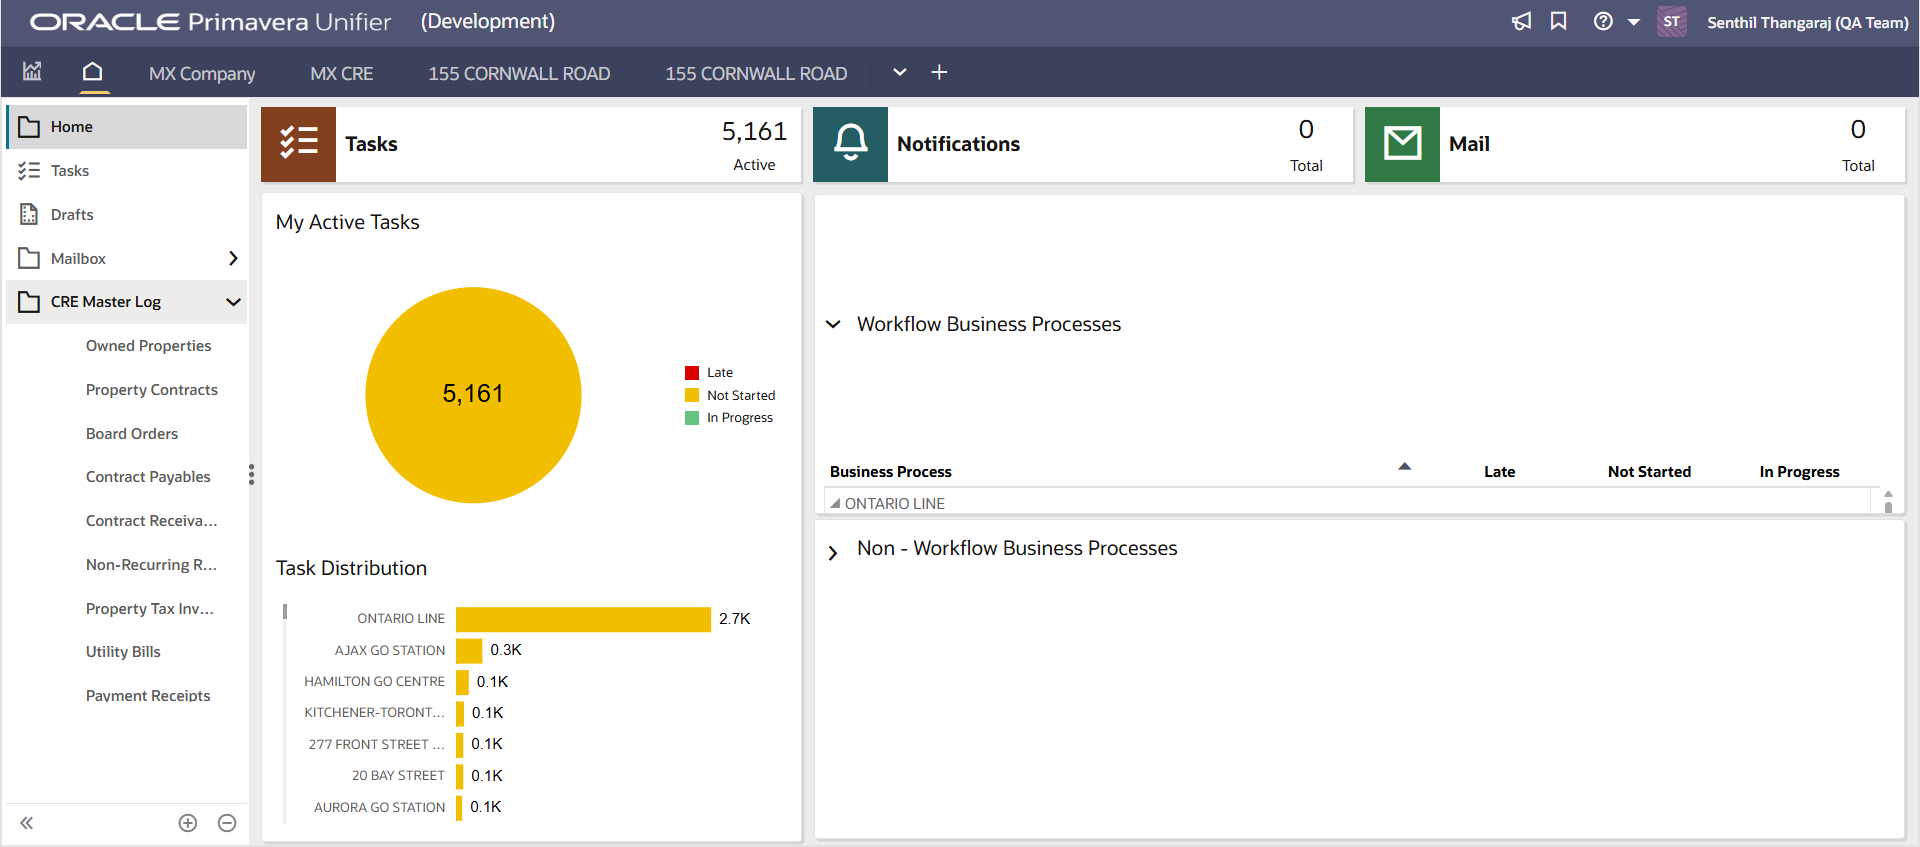 ORACLE Primavera Unifier (Development)
ST Senthil Thangaraj (QA Team)
MX Company MX CRE 155 CORNWALL ROAD 155 CORNWALL ROAD
Home
Tasks
Drafts
Mailbox
CRE Master Log
Owned Properties
Property Contracts
Board Orders
Contract Payables
Contract Receiva...
Non-Recurring R...
Property Tax Inv...
Utility Bills
Payment Receipts
Tasks
5,161
Active
Notifications
0
Total
Mail
0
Total
My Active Tasks
5,161
Late
Not Started
In Progress
Task Distribution
ONTARIO LINE 2.7K
AJAX GO STATION 0.3K
HAMILTON GO CENTRE 0.1K
KITCHENER-TORONT... 0.1K
277 FRONT STREET ... 0.1K
20 BAY STREET 0.1K
AURORA GO STATION 0.1K
Workflow Business Processes
Business Process Late Not Started In Progress
ONTARIO LINE
Non - Workflow Business Processes